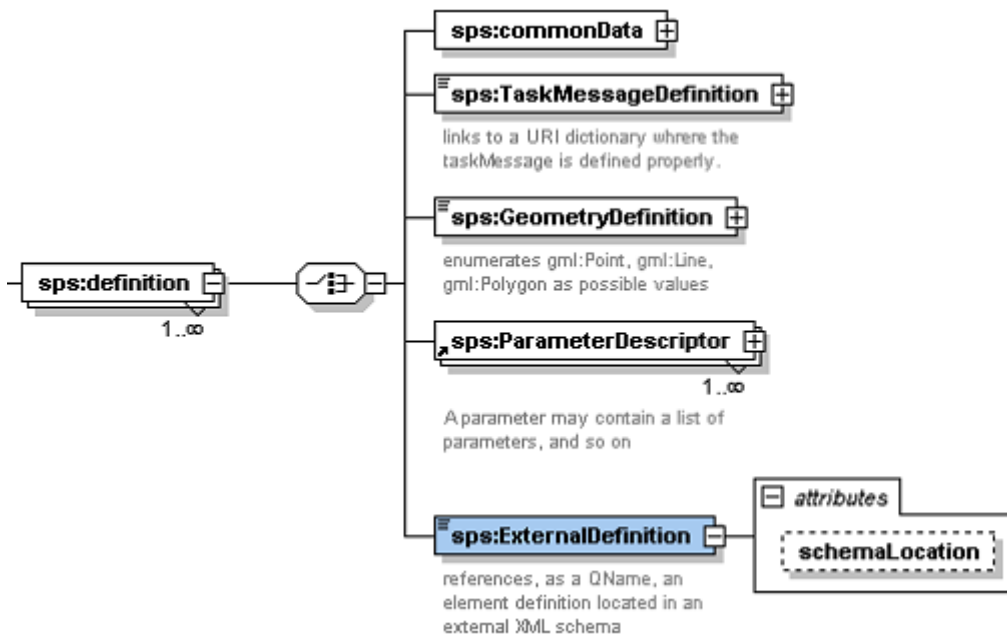 sps:commonData
sps:TaskMessageDefinition
links to a URI dictionary whrere the
taskMessage is defined properly.
sps:GeometryDefinition
enumerates gml:Point, gml:Line,
gml:Polygon as possible values
sps:definition
1..∞
sps:ParameterDescriptor
1..∞
A parameter may contain a list of
parameters, and so on
attributes
sps:ExternalDefinition
schemaLocation
references, as a QName, an
element definition located in an
external XML schema